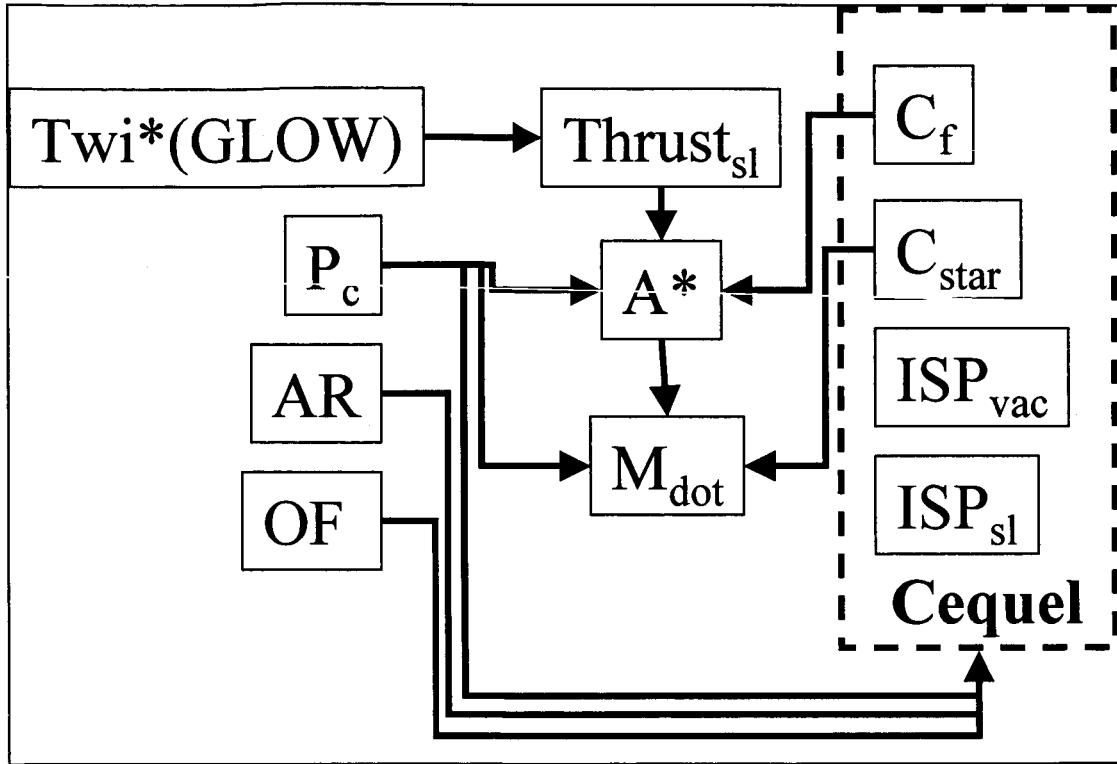 Twi*(GLOW)
Thrust_sl
C_f
P_c
A*
C_star
AR
M_dot
ISP_vac
OF
ISP_sl
Cequel